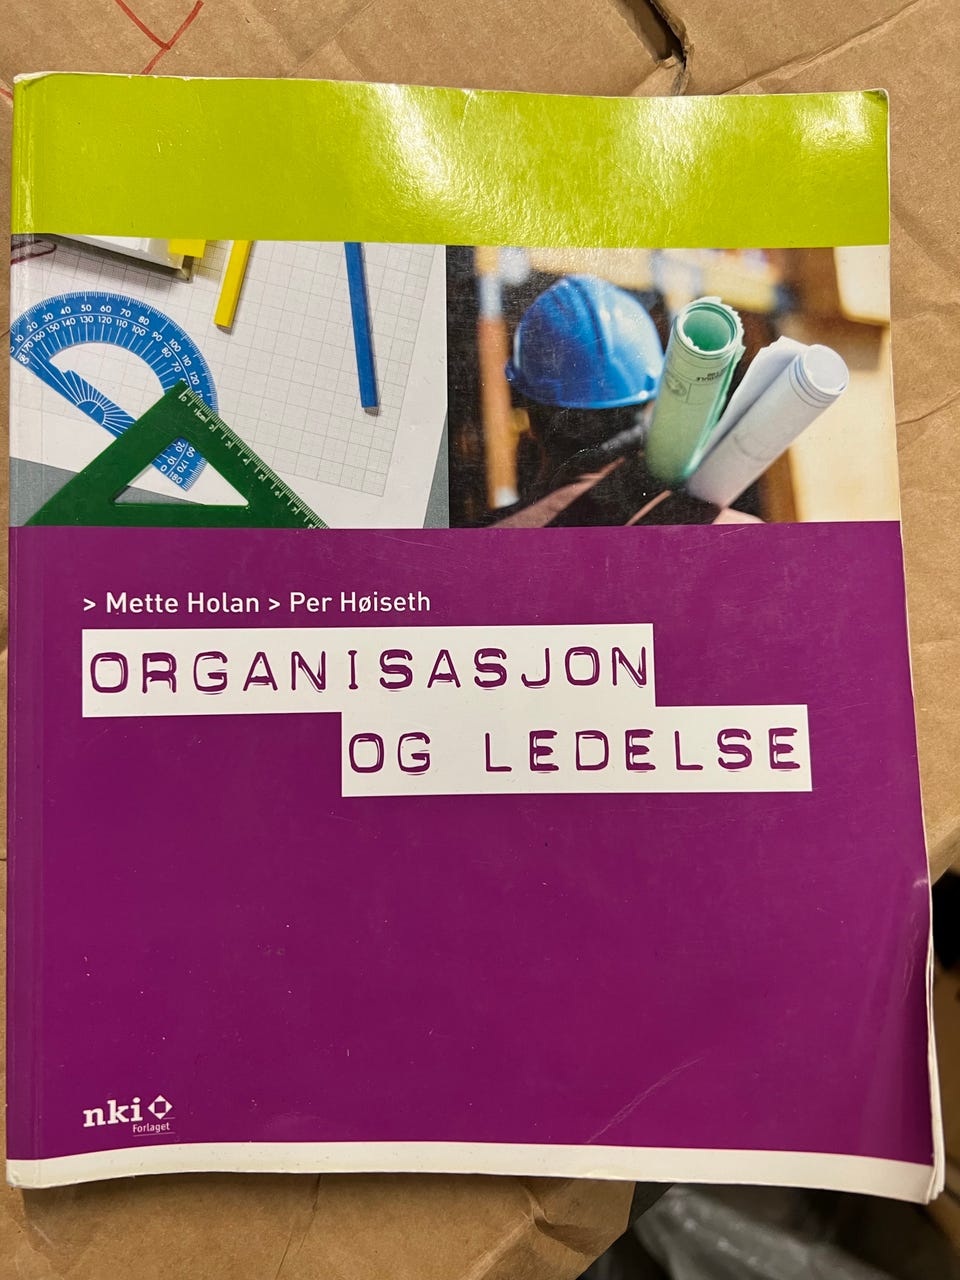 > Mette Holan > Per Høiseth
ORGANISASJON
OG LEDELSE
nki
Forlaget